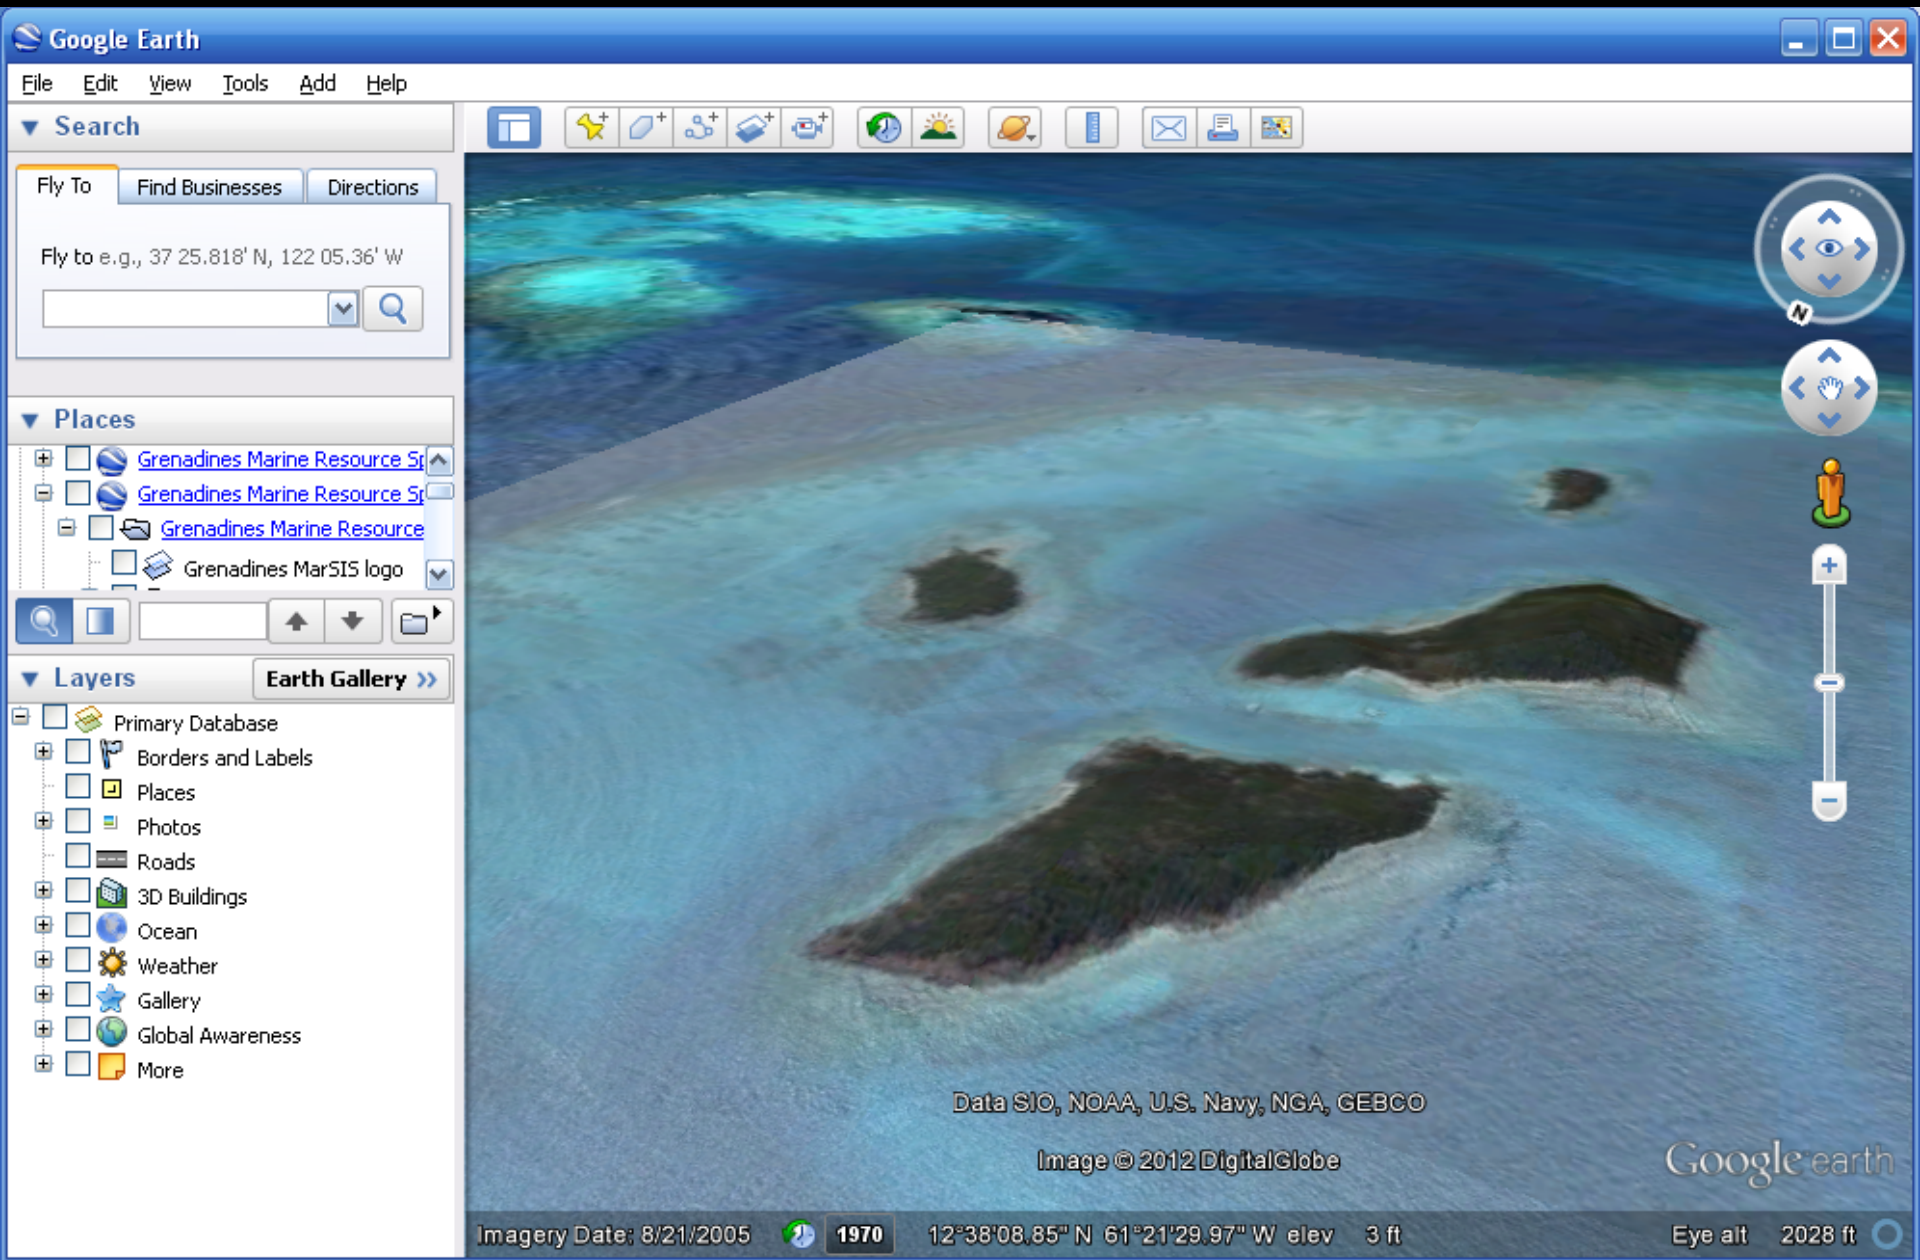 Google Earth
File Edit View Tools Add Help
Search
Fly To Find Businesses Directions
Fly to e.g., 37 25.818' N, 122 05.36' W
Places
Grenadines Marine Resource Sp
Grenadines Marine Resource Sp
Grenadines Marine Resource
Grenadines MarSIS logo
Layers Earth Gallery »
Primary Database
Borders and Labels
Places
Photos
Roads
3D Buildings
Ocean
Weather
Gallery
Global Awareness
More
N
Data SIO, NOAA, U.S. Navy, NGA, GEBCO
Image © 2012 DigitalGlobe
Google earth
Imagery Date: 8/21/2005 1970 12°38'08.85" N 61°21'29.97" W elev 3 ft Eye alt 2028 ft